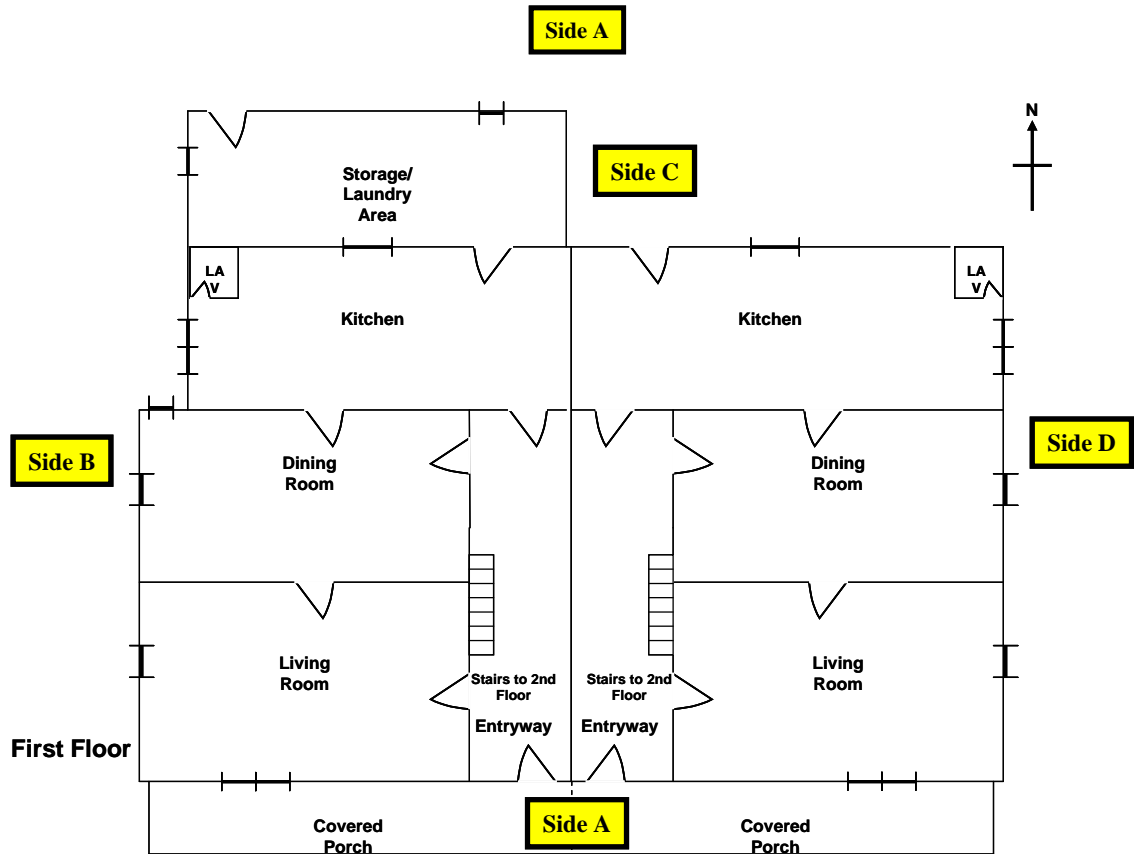 Side A
N
Side C
Storage/
Laundry
Area
LA
V
LA
V
Kitchen
Kitchen
Side B
Side D
Dining
Room
Dining
Room
Living
Room
Stairs to 2nd
Floor
Stairs to 2nd
Floor
Living
Room
Entryway
Entryway
First Floor
Side A
Covered
Porch
Covered
Porch